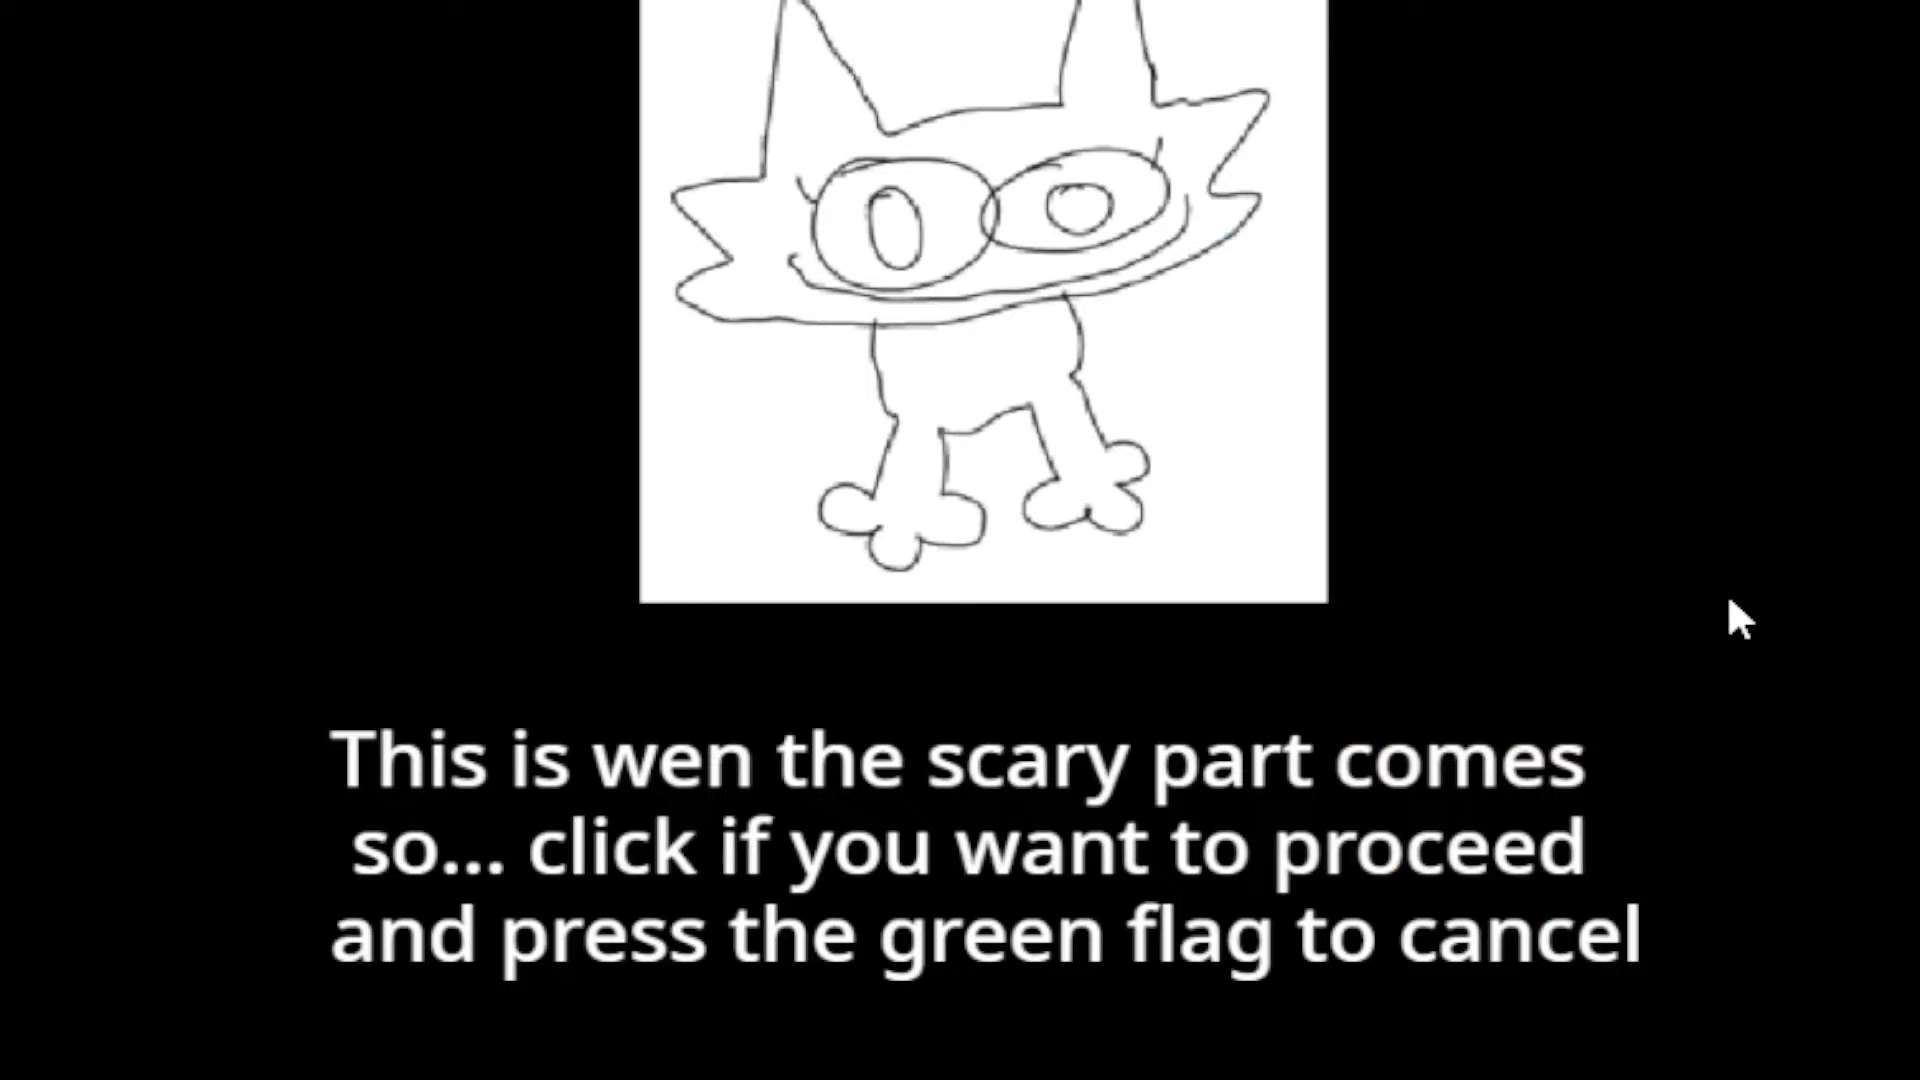 This is wen the scary part comes
so... click if you want to proceed
and press the green flag to cancel